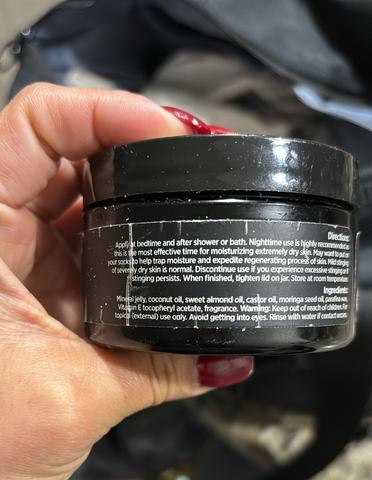 Directions:
Apply at bedtime and after shower or bath. Nighttime use is highly recommended as
this is the most effective time for moisturizing extremely dry skin. May want to put on
your socks to help trap moisture and expedite regenerating process of skin. Mild stinging
of severely dry skin is normal. Discontinue use if you experience excessive stinging or if
stinging persists. When finished, tighten lid on jar. Store at room temperature.
Ingredients:
Mineral jelly, coconut oil, sweet almond oil, castor oil, moringa seed oil, paraffin wax,
Vitamin E tocopheryl acetate, fragrance. Warning: Keep out of reach of children. For
topical (external) use only. Avoid getting into eyes. Rinse with water if contact occurs.